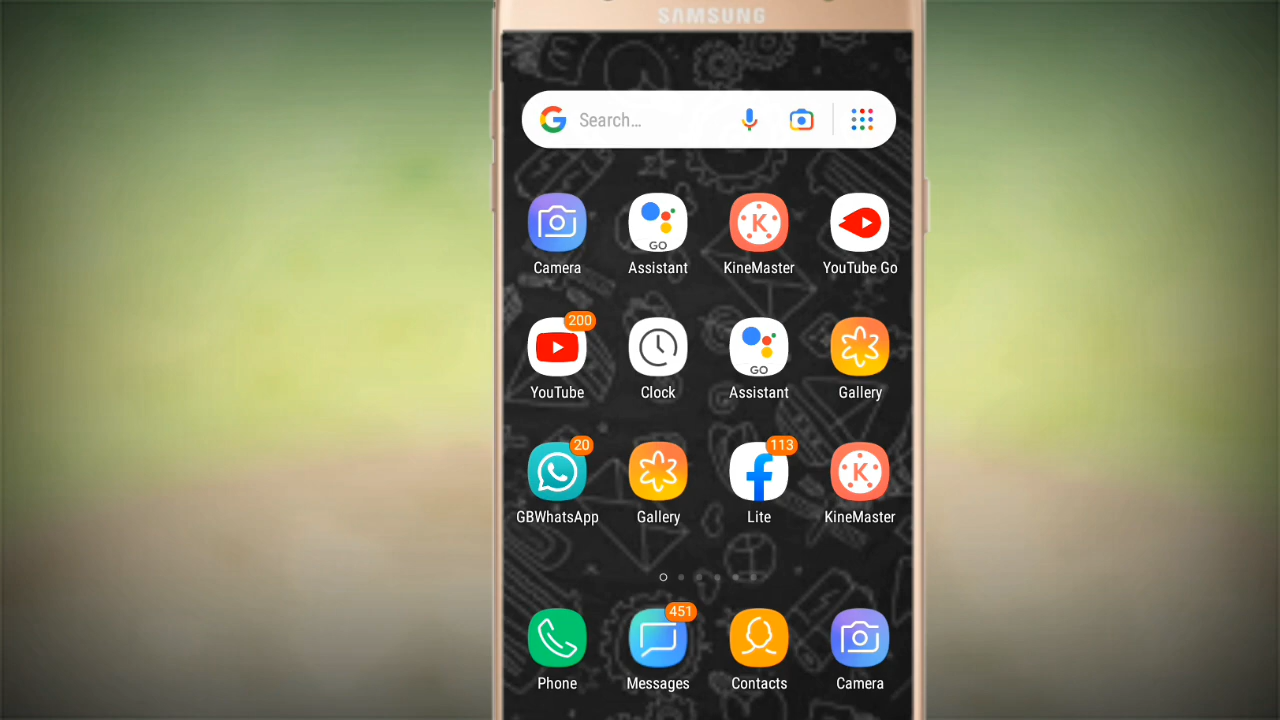 SAMSUNG
Search...
GO
Camera Assistant KineMaster YouTube Go
200
GO
YouTube Clock Assistant Gallery
20 113
GBWhatsApp Gallery Lite KineMaster
451
Phone Messages Contacts Camera